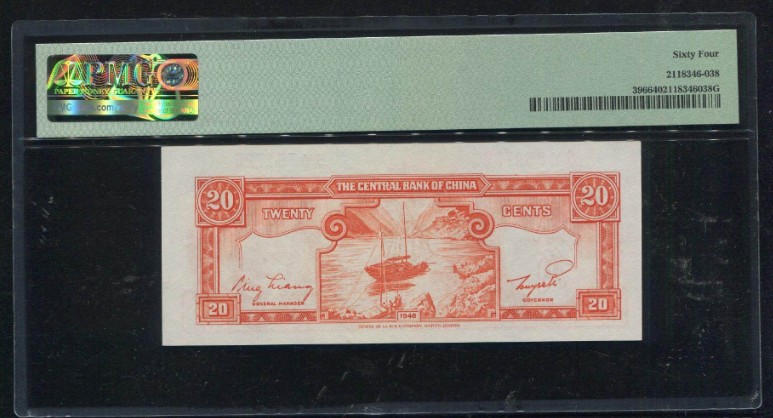 PMG
PAPER MONEY GUARANTY
Sixty Four
2118346-038
3966402118346038G
THE CENTRAL BANK OF CHINA
20
20
TWENTY
CENTS
GENERAL MANAGER
GOVERNOR
20
1948
20